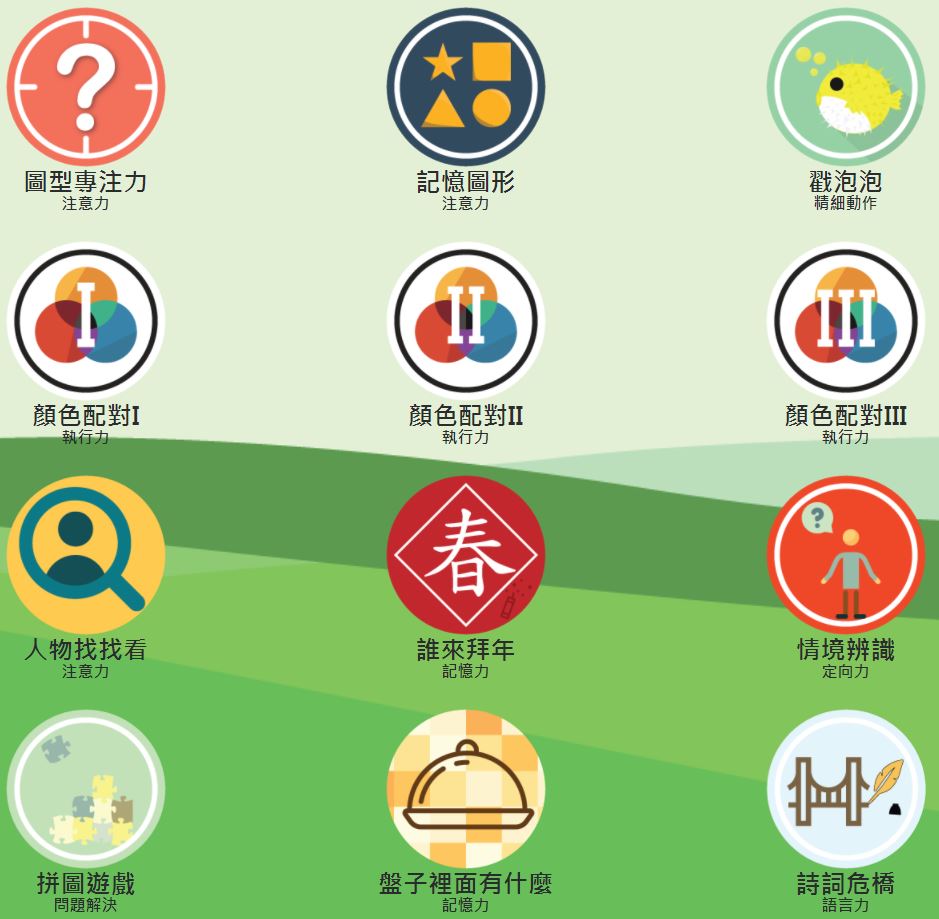 ?
圖型專注力
注意力
記憶圖形
注意力
戳泡泡
精細動作
I
顏色配對I
執行力
II
顏色配對II
執行力
III
顏色配對III
執行力
人物找找看
注意力
春
誰來拜年
記憶力
?
情境辨識
定向力
拼圖遊戲
問題解決
盤子裡面有什麼
記憶力
詩詞危橋
語言力